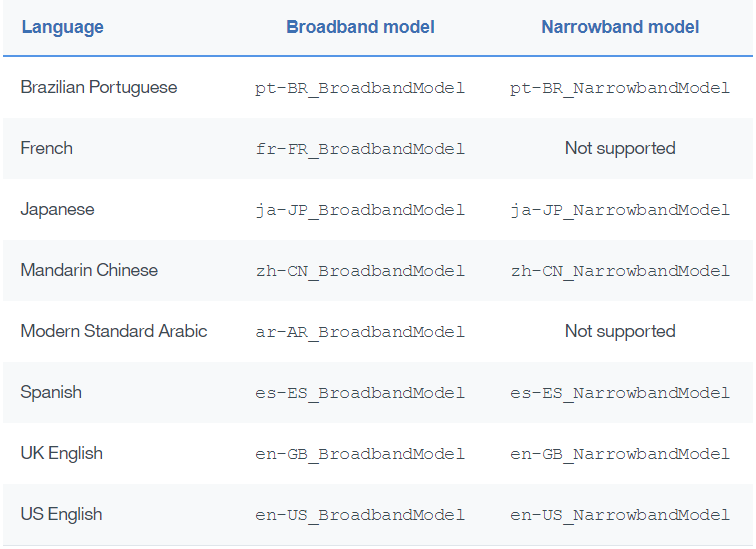 Language Broadband model Narrowband model
Brazilian Portuguese pt-BR_BroadbandModel pt-BR_NarrowbandModel
French fr-FR_BroadbandModel Not supported
Japanese ja-JP_BroadbandModel ja-JP_NarrowbandModel
Mandarin Chinese zh-CN_BroadbandModel zh-CN_NarrowbandModel
Modern Standard Arabic ar-AR_BroadbandModel Not supported
Spanish es-ES_BroadbandModel es-ES_NarrowbandModel
UK English en-GB_BroadbandModel en-GB_NarrowbandModel
US English en-US_BroadbandModel en-US_NarrowbandModel